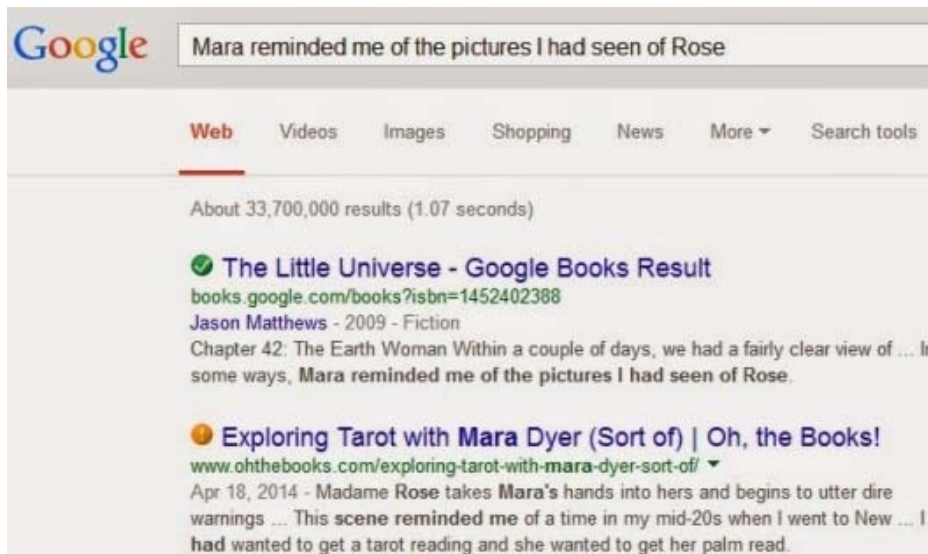 Google Mara reminded me of the pictures I had seen of Rose
Web Videos Images Shopping News More Search tools
About 33,700,000 results (1.07 seconds)
The Little Universe - Google Books Result
books.google.com/books?isbn=1452402388
Jason Matthews - 2009 - Fiction
Chapter 42: The Earth Woman Within a couple of days, we had a fairly clear view of ...
some ways, Mara reminded me of the pictures I had seen of Rose.
Exploring Tarot with Mara Dyer (Sort of) | Oh, the Books!
www.ohthebooks.com/exploring-tarot-with-mara-dyer-sort-of/
Apr 18, 2014 - Madame Rose takes Mara's hands into hers and begins to utter dire
warnings ... This scene reminded me of a time in my mid-20s when I went to New ... I
had wanted to get a tarot reading and she wanted to get her palm read.